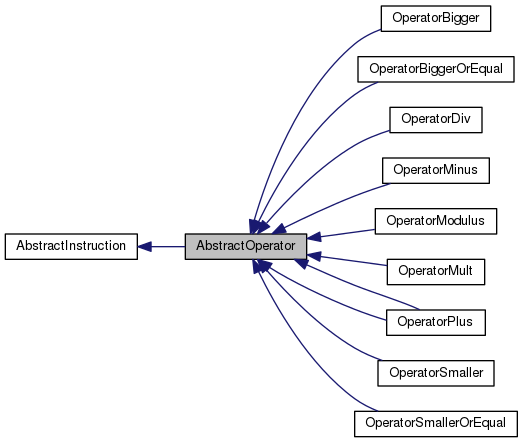 OperatorBigger
OperatorBiggerOrEqual
OperatorDiv
OperatorMinus
OperatorModulus
AbstractInstruction
AbstractOperator
OperatorMult
OperatorPlus
OperatorSmaller
OperatorSmallerOrEqual